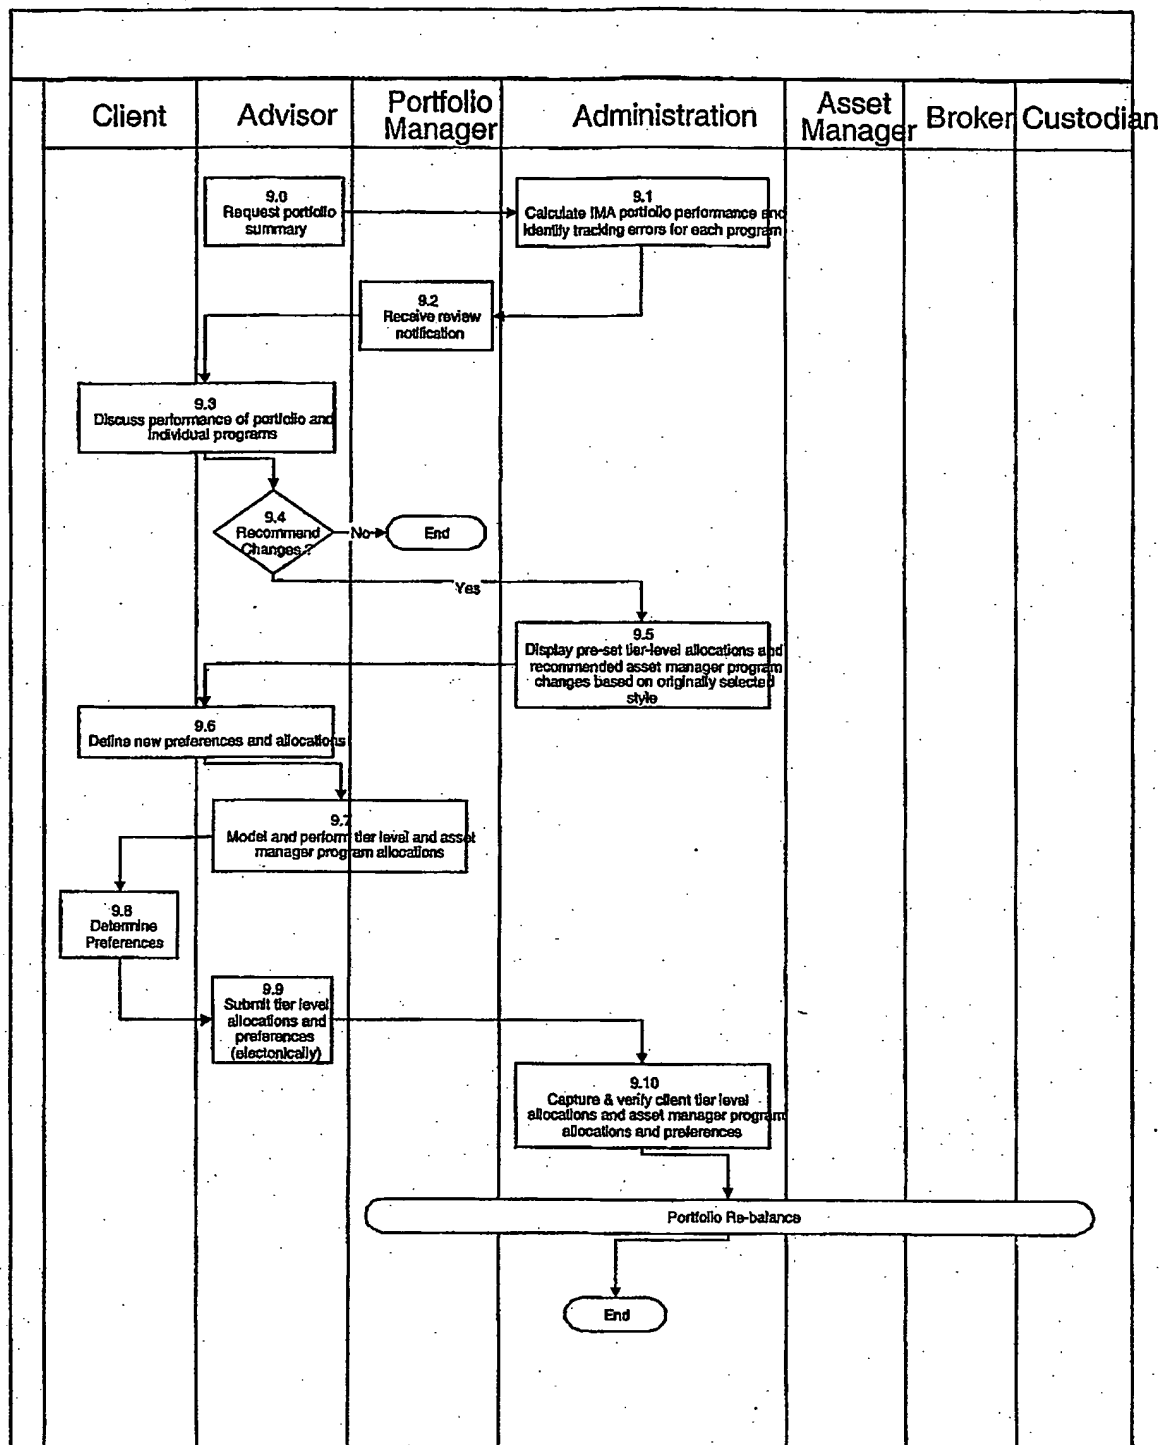 Client
Advisor
Portfolio
Manager
Administration
Asset
Manager
Broker
Custodian
9.0
Request portfolio
summary
9.1
Calculate IMA portfolio performance and
identify tracking errors for each program
9.2
Receive review
notification
9.3
Discuss performance of portfolio and
individual programs
9.4
Recommend
Changes ?
No
End
Yes
9.5
Display pre-set tier-level allocations and
recommended asset manager program
changes based on originally selected
style
9.6
Define new preferences and allocations
9.7
Model and perform tier level and asset
manager program allocations
9.8
Determine
Preferences
9.9
Submit tier level
allocations and
preferences
(electonically)
9.10
Capture & verify client tier level
allocations and asset manager program
allocations and preferences
Portfolio Re-balance
End